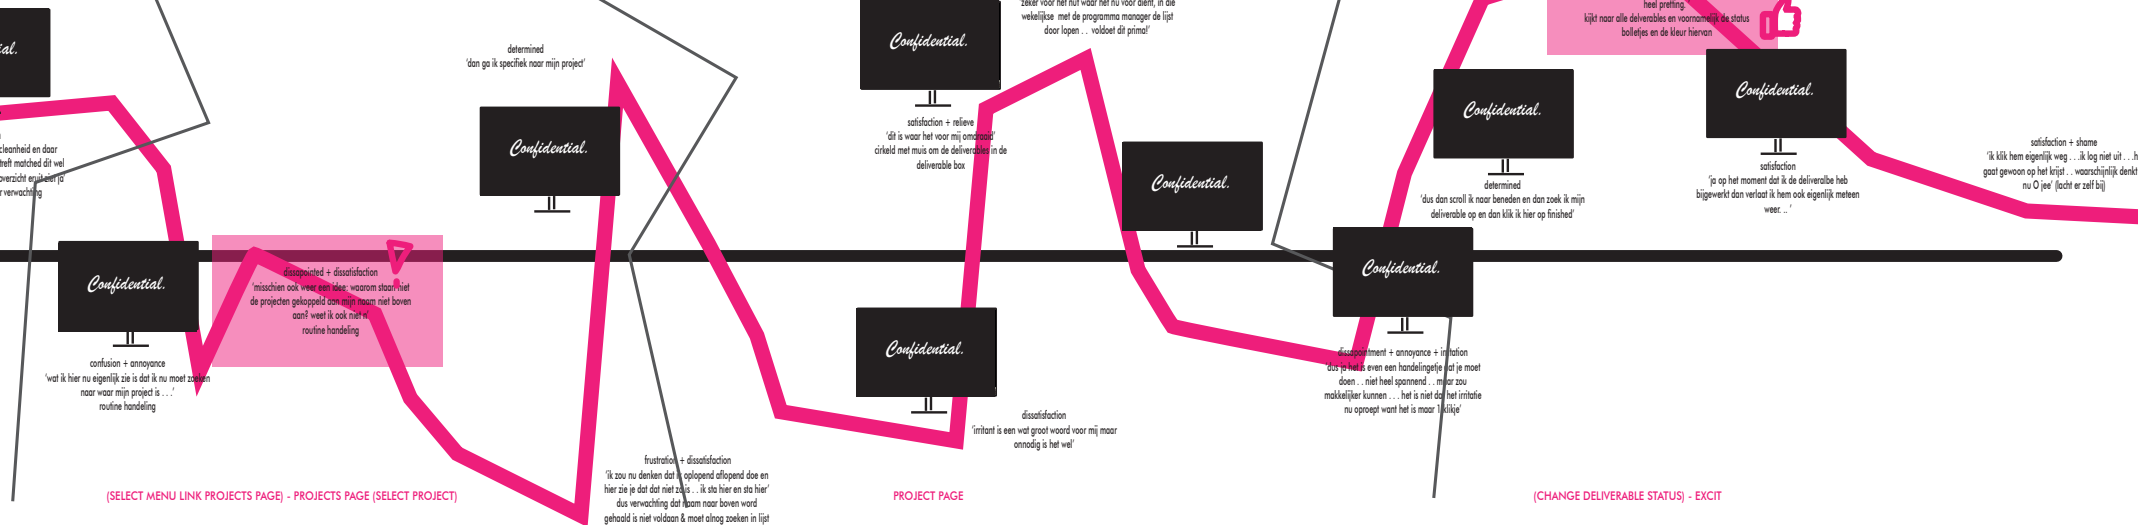 ial.
cleanheid en daar
treft matched dit wel
overzicht eruit ziet ja
r verwachting
Confidential.
confusion + annoyance
‘wat ik hier nu eigenlijk zie is dat ik nu moet zoeken
naar waar mijn project is . . .’
routine handeling
dissapointed + dissatisfaction
‘misschien ook weer een idee: waarom staan niet
de projecten gekoppeld aan mijn naam niet boven
aan? weet ik ook niet n’
routine handeling
determined
‘dan ga ik specifiek naar mijn project’
Confidential.
frustration + dissatisfaction
‘ik zou nu denken dat ik oplopend aflopend doe en
hier zie je dat dat niet zo is . . ik sta hier en sta hier’
dus verwachting dat naam naar boven word
gehaald is niet voldaan & moet alnog zoeken in lijst
(SELECT MENU LINK PROJECTS PAGE) - PROJECTS PAGE (SELECT PROJECT)
Confidential.
satisfaction + relieve
‘dit is waar het voor mij omdraaid’
cirkeld met muis om de deliverables in de
deliverable box
zeker voor het nut waar het nu voor dient, in die
wekelijkse met de programma manager de lijst
door lopen . . voldoet dit prima!’
Confidential.
dissatisfaction
‘irritant is een wat groot woord voor mij maar
onnodig is het wel’
PROJECT PAGE
Confidential.
Confidential.
dissapointment + annoyance + irritation
‘dus ja het is even een handelingetje dat je moet
doen . . niet heel spannend . . maar zou
makkelijker kunnen . . . het is niet dat het irritatie
nu oproept want het is maar 1 klikje’
Confidential.
determined
‘dus dan scroll ik naar beneden en dan zoek ik mijn
deliverable op en dan klik ik hier op finished’
heel prettig.
kijkt naar alle delverables en voornamelijk de status
bolletjes en de kleur hiervan
Confidential.
satisfaction
‘ja op het moment dat ik de deliveralbe heb
bijgewerkt dan verlaat ik hem ook eigenlijk meteen
weer. .. ’
satisfaction + shame
‘ik klik hem eigenlijk weg . . .ik log niet uit . . .h
gaat gewoon op het krijst . . waarschijnlijk denkt
nu O jee’ (lacht er zelf bij)
(CHANGE DELIVERABLE STATUS) - EXCIT